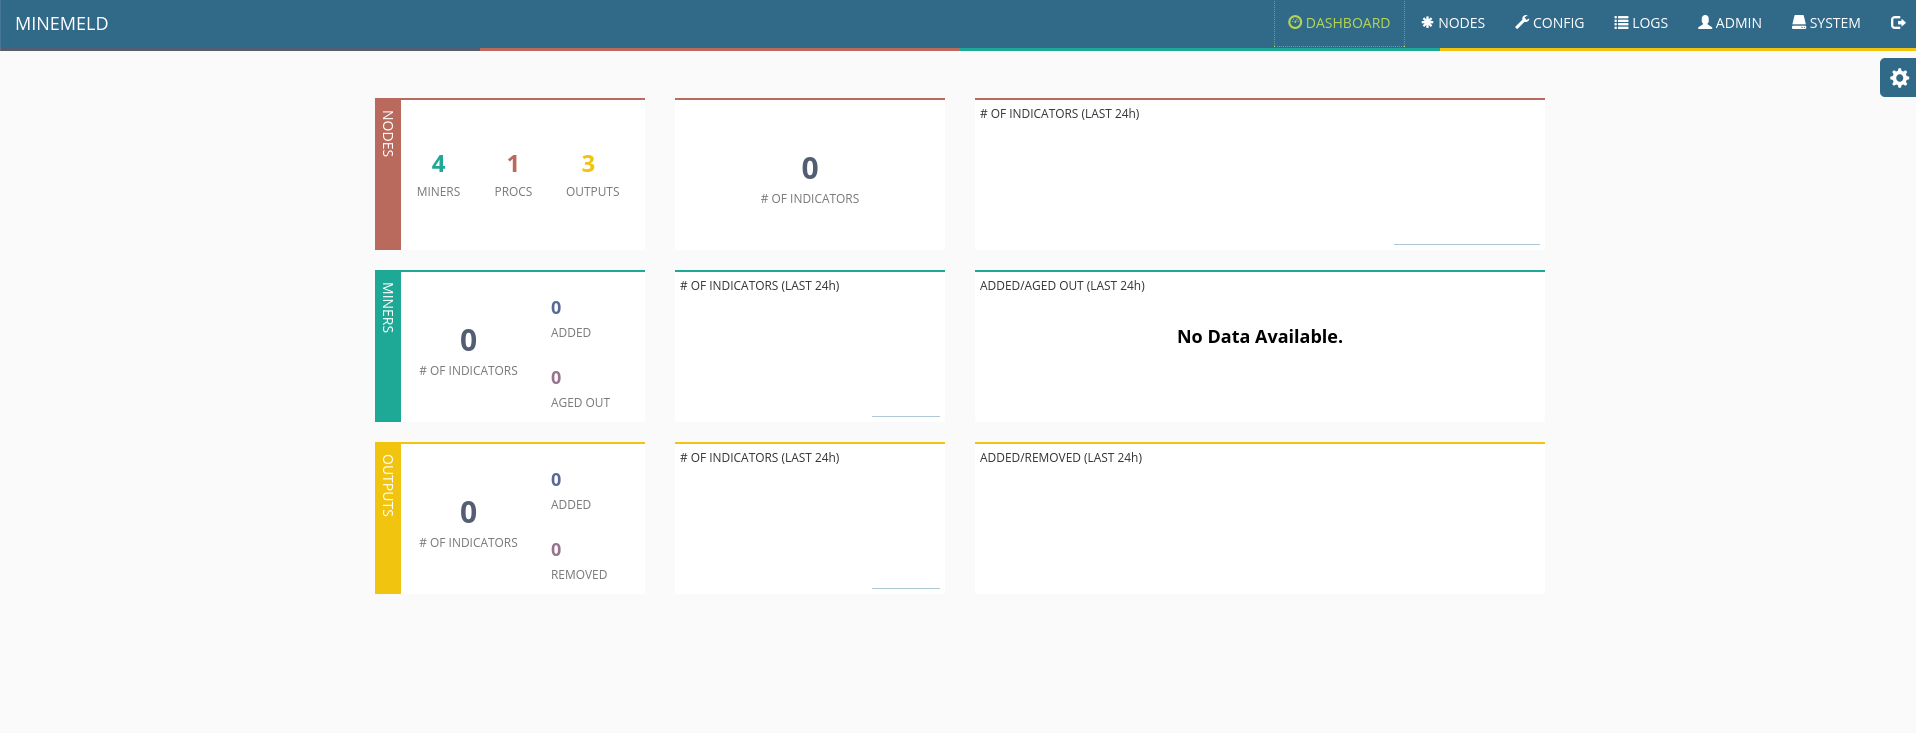 MINEMELD
DASHBOARD NODES CONFIG LOGS ADMIN SYSTEM
NODES
4 1 3
MINERS PROCS OUTPUTS
0
# OF INDICATORS
# OF INDICATORS (LAST 24h)
MINERS
0
# OF INDICATORS
0
ADDED
0
AGED OUT
# OF INDICATORS (LAST 24h)
ADDED/AGED OUT (LAST 24h)
No Data Available.
OUTPUTS
0
# OF INDICATORS
0
ADDED
0
REMOVED
# OF INDICATORS (LAST 24h)
ADDED/REMOVED (LAST 24h)